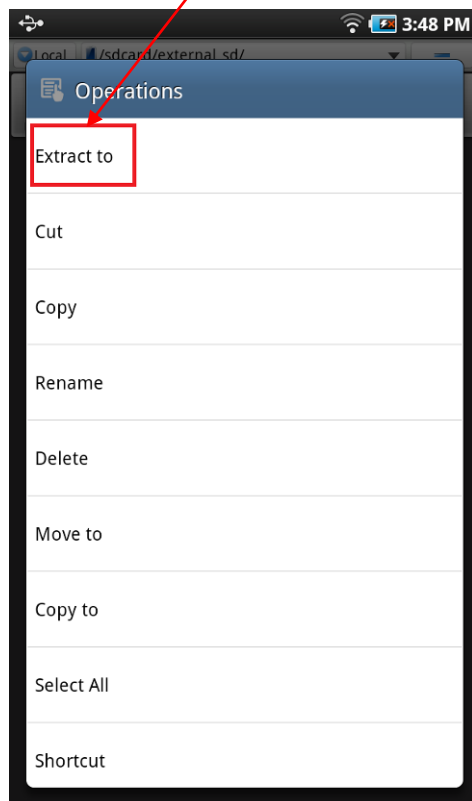 3:48 PM
Local /sdcard/external_sd/
Operations
Extract to
Cut
Copy
Rename
Delete
Move to
Copy to
Select All
Shortcut